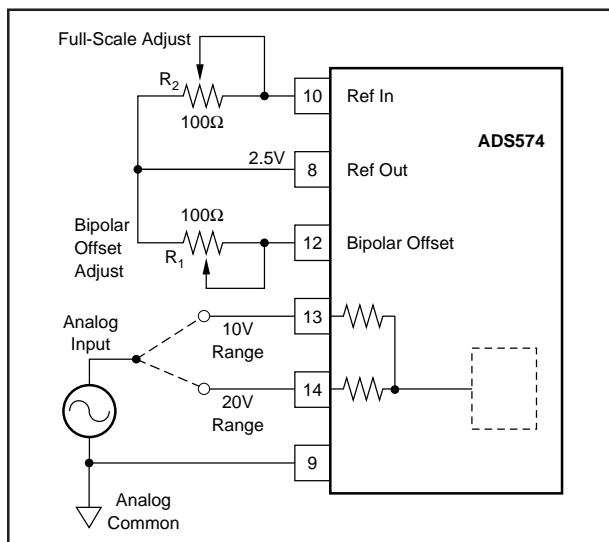 Full-Scale Adjust
R2
100Ω
10
Ref In
ADS574
2.5V
8
Ref Out
100Ω
Bipolar
Offset
Adjust
R1
12
Bipolar Offset
Analog
Input
13
10V
Range
14
20V
Range
9
Analog
Common